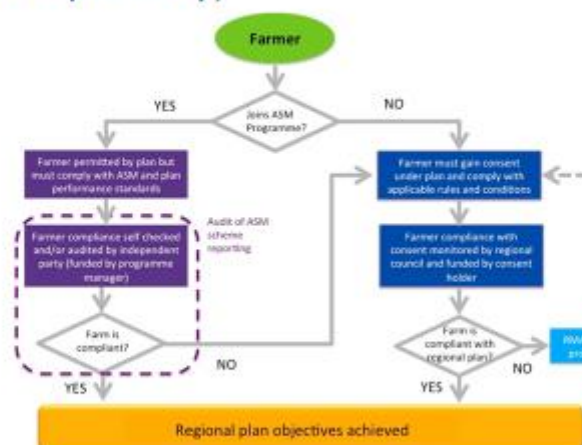 Farmer
YES
Joins ASM
Programme?
NO
Farmer permitted by plan but
must comply with ASM and plan
performance standards
Farmer must gain consent
under plan and comply with
applicable rules and conditions
Farmer compliance self checked
and/or audited by independent
party (funded by programme
manager)
Audit of ASM
scheme
reporting
Farmer compliance with
consent monitored by regional
council and funded by consent
holder
Farm is
compliant?
NO
YES
Farm is
compliant with
regional plan?
NO
YES
Regional plan objectives achieved